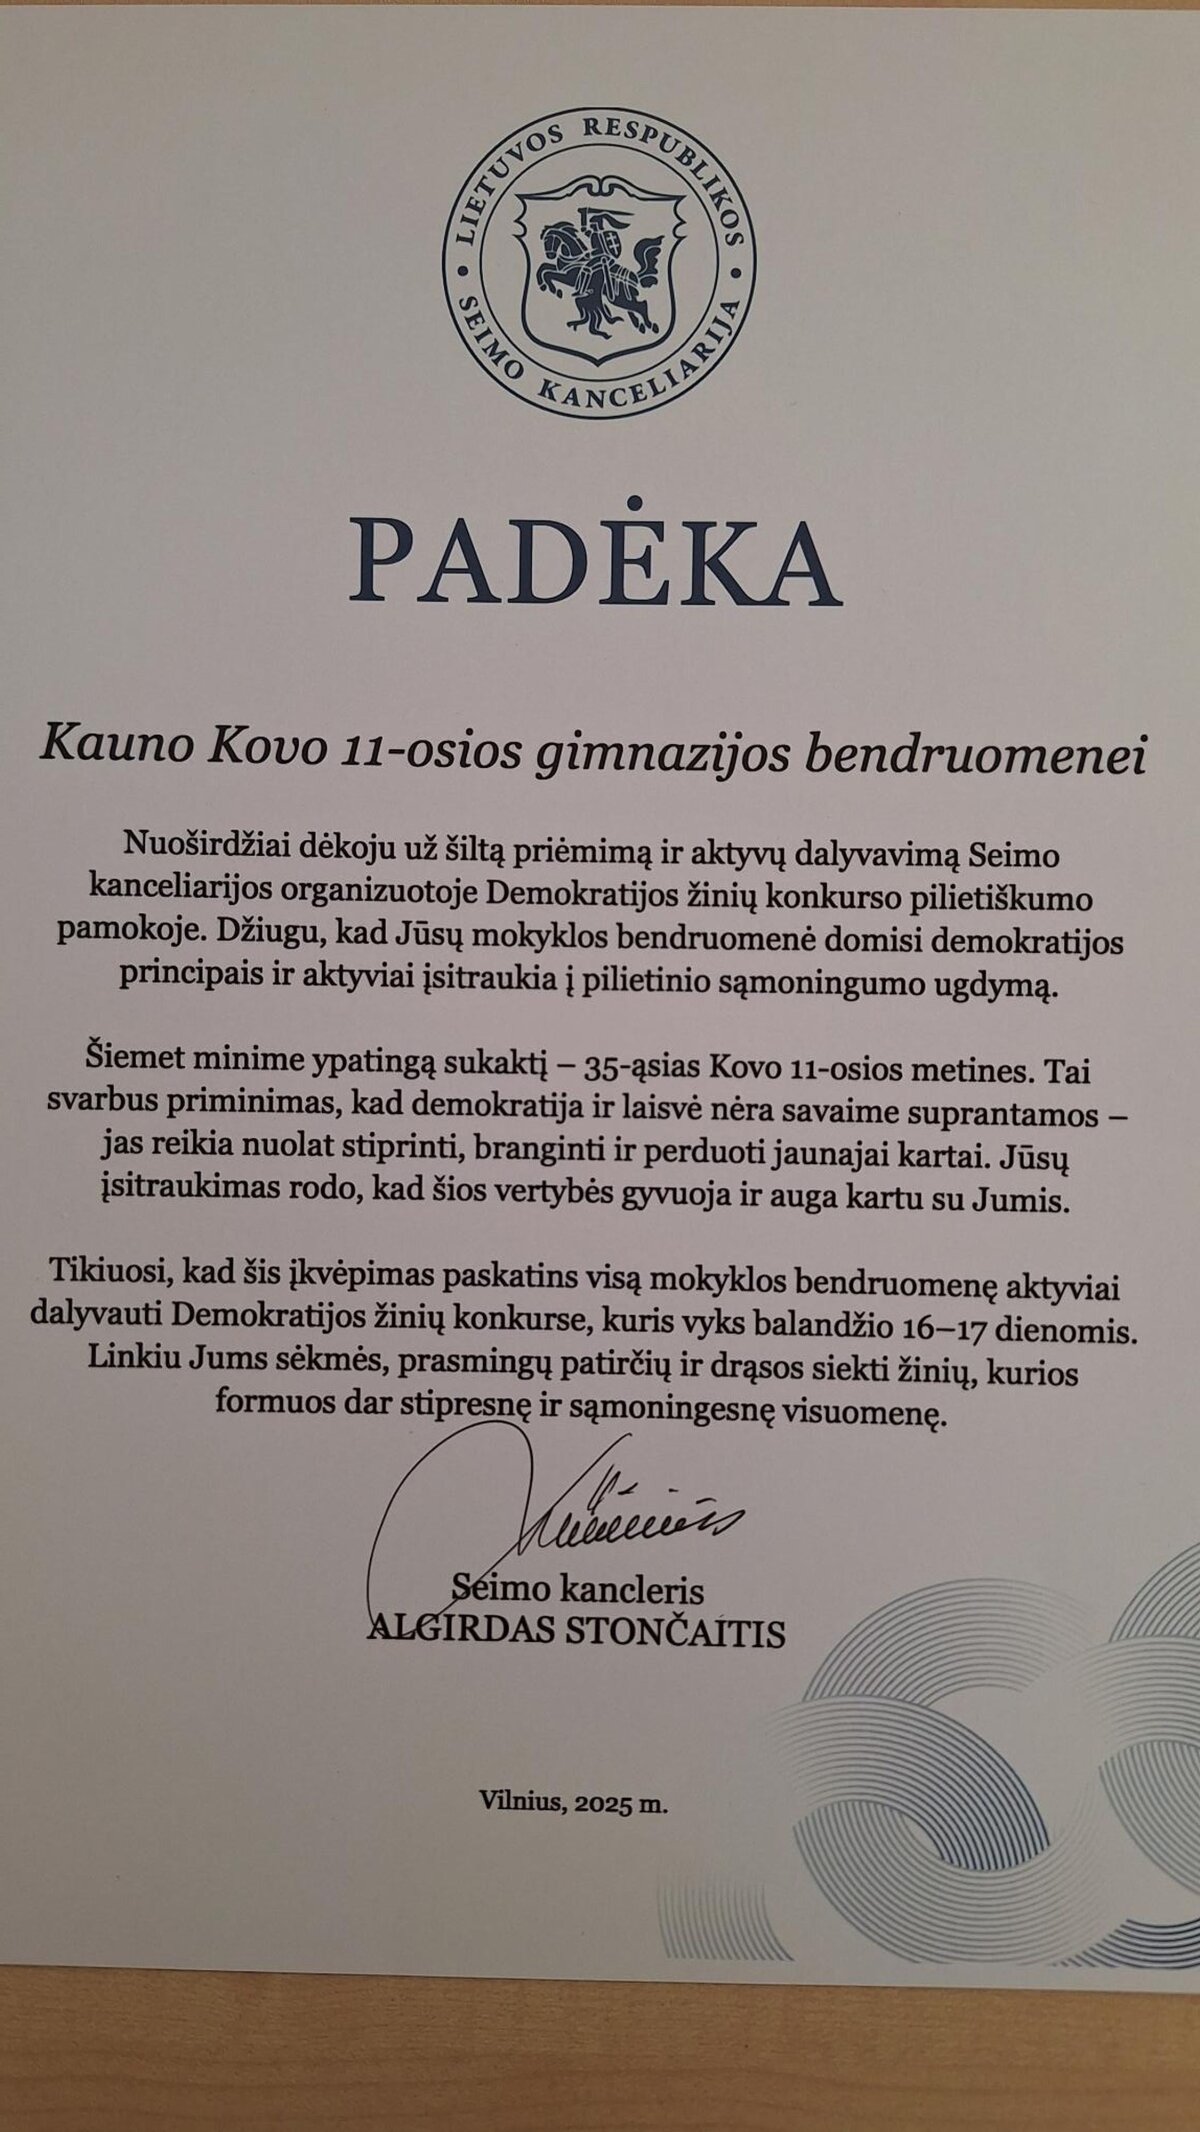 LIETUVOS RESPUBLIKOS
SEIMO KANCELIARIJA
PADĖKA
Kauno Kovo 11-osios gimnazijos bendruomenei
Nuoširdžiai dėkoju už šiltą priėmimą ir aktyvų dalyvavimą Seimo
kanceliarijos organizuotoje Demokratijos žinių konkurso pilietiškumo
pamokoje. Džiugu, kad Jūsų mokyklos bendruomenė domisi demokratijos
principais ir aktyviai įsitraukia į pilietinio sąmoningumo ugdymą.
Šiemet minime ypatingą sukaktį – 35-ąsias Kovo 11-osios metines. Tai
svarbus priminimas, kad demokratija ir laisvė nėra savaime suprantamos –
jas reikia nuolat stiprinti, branginti ir perduoti jaunajai kartai. Jūsų
įsitraukimas rodo, kad šios vertybės gyvuoja ir auga kartu su Jumis.
Tikiuosi, kad šis įkvėpimas paskatins visą mokyklos bendruomenę aktyviai
dalyvauti Demokratijos žinių konkurse, kuris vyks balandžio 16–17 dienomis.
Linkiu Jums sėkmės, prasmingų patirčių ir drąsos siekti žinių, kurios
formuos dar stipresnę ir sąmoningesnę visuomenę.
Seimo kancleris
ALGIRDAS STONČAITIS
Vilnius, 2025 m.